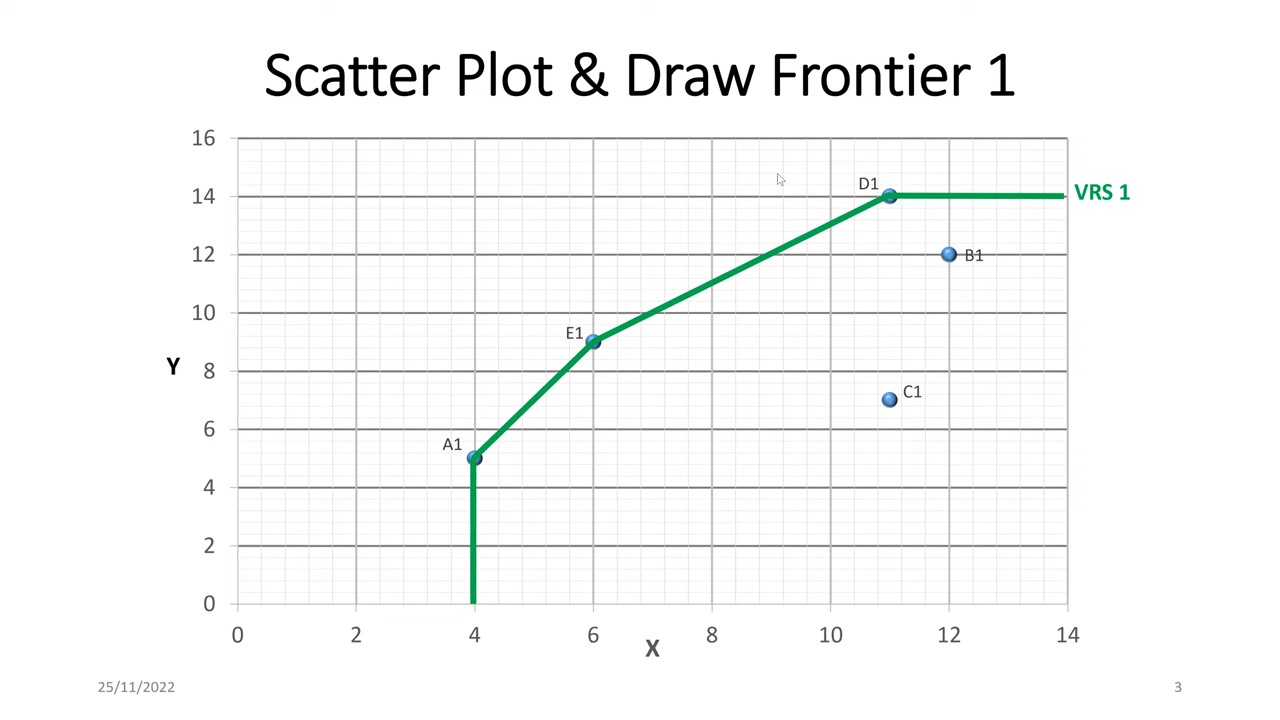 Scatter Plot & Draw Frontier 1
16
14
12
10
8
6
4
2
0
Y
D1
VRS 1
B1
E1
C1
A1
0 2 4 6 8 10 12 14
X
25/11/2022
3